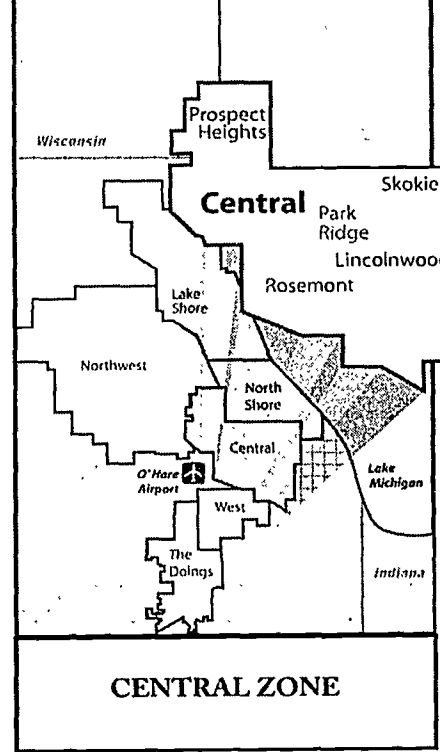 Prospect
Heights
Wisconsin
Skokie
Central
Park
Ridge
Lincolnwoo
Rosemont
Lake
Shore
Northwest
North
Shore
Central
O'Hare
Airport
Lake
Michigan
West
The
Doings
Indiana
CENTRAL ZONE